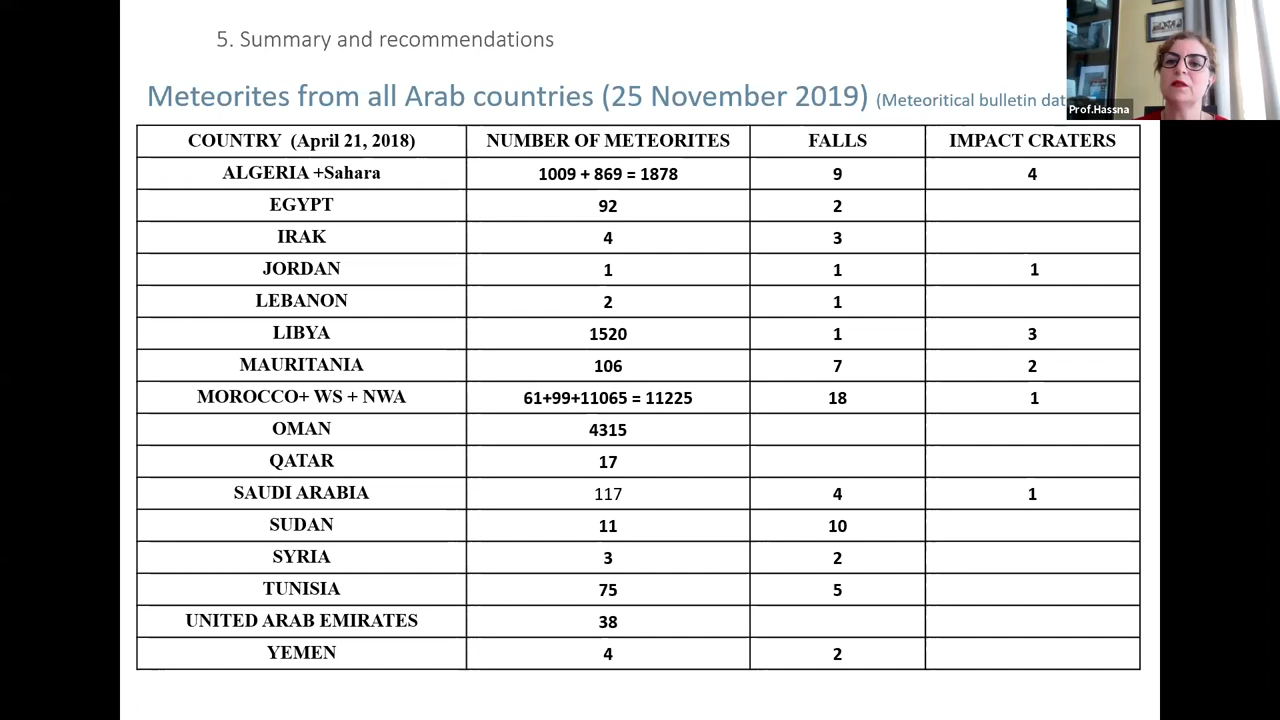 5. Summary and recommendations
Meteorites from all Arab countries (25 November 2019) (Meteoritical bulletin
Prof.Hassna
COUNTRY (April 21, 2018) NUMBER OF METEORITES FALLS IMPACT CRATERS
ALGERIA +Sahara 1009 + 869 = 1878 9 4
EGYPT 92 2
IRAK 4 3
JORDAN 1 1 1
LEBANON 2 1
LIBYA 1520 1 3
MAURITANIA 106 7 2
MOROCCO+ WS + NWA 61+99+11065 = 11225 18 1
OMAN 4315
QATAR 17
SAUDI ARABIA 117 4 1
SUDAN 11 10
SYRIA 3 2
TUNISIA 75 5
UNITED ARAB EMIRATES 38
YEMEN 4 2